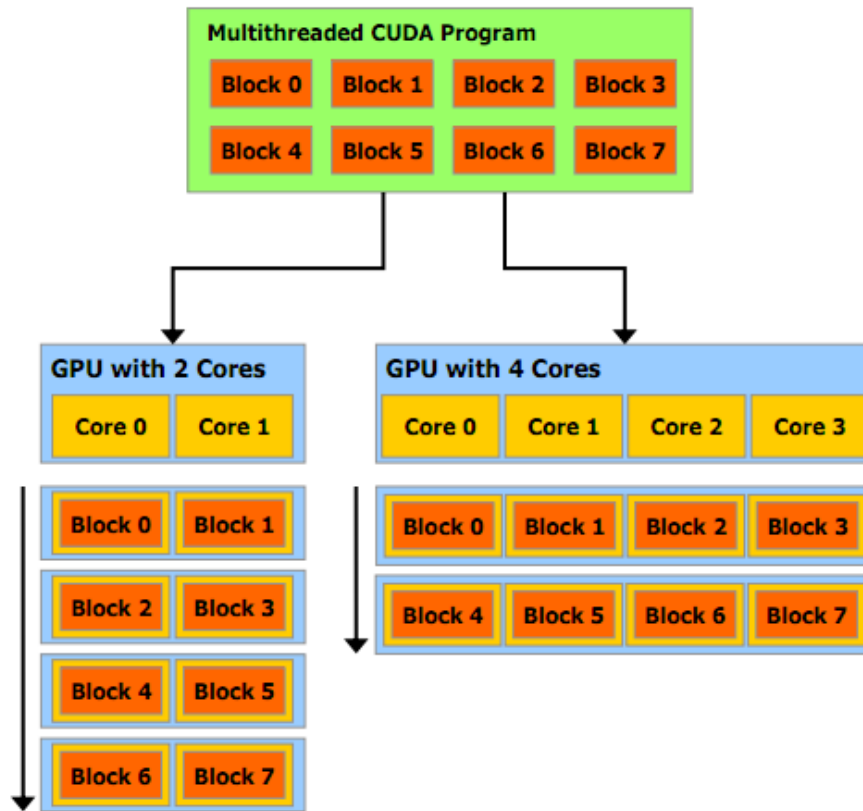 Multithreaded CUDA Program
Block 0 Block 1 Block 2 Block 3
Block 4 Block 5 Block 6 Block 7
GPU with 2 Cores
Core 0 Core 1
Block 0 Block 1
Block 2 Block 3
Block 4 Block 5
Block 6 Block 7
GPU with 4 Cores
Core 0 Core 1 Core 2 Core 3
Block 0 Block 1 Block 2 Block 3
Block 4 Block 5 Block 6 Block 7